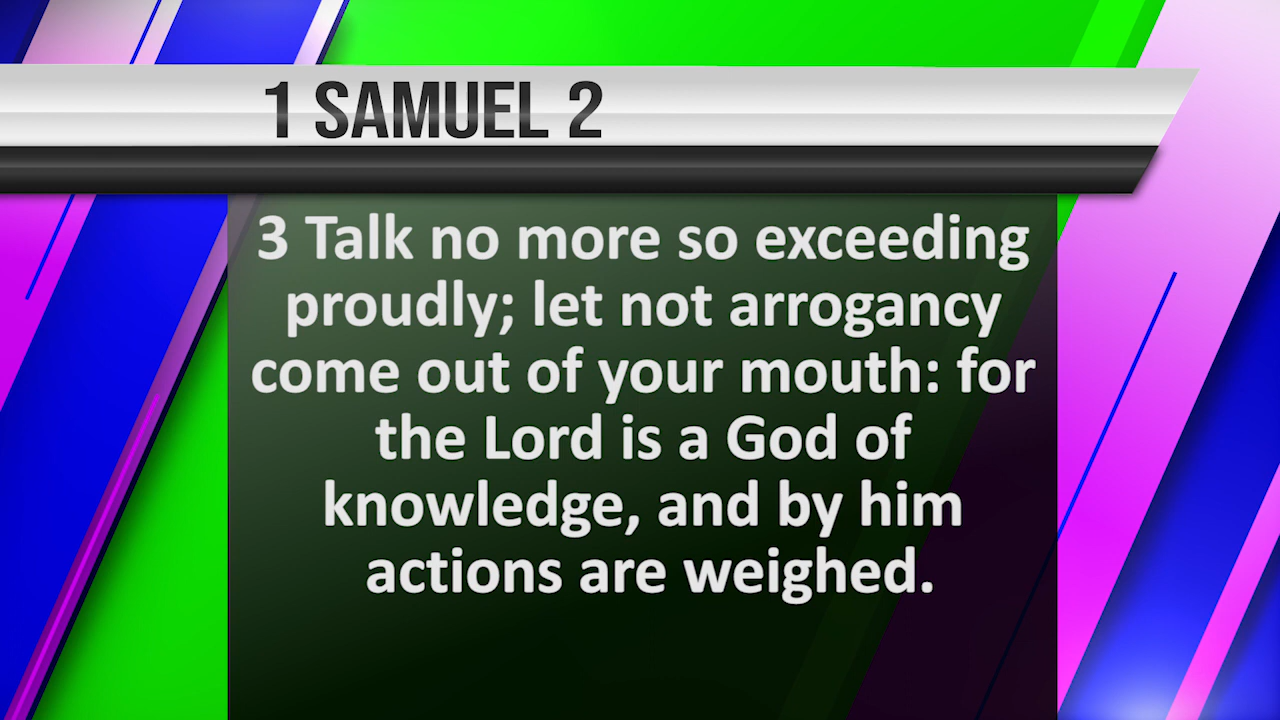 1 SAMUEL 2
3 Talk no more so exceeding
proudly; let not arrogancy
come out of your mouth: for
the Lord is a God of
knowledge, and by him
actions are weighed.